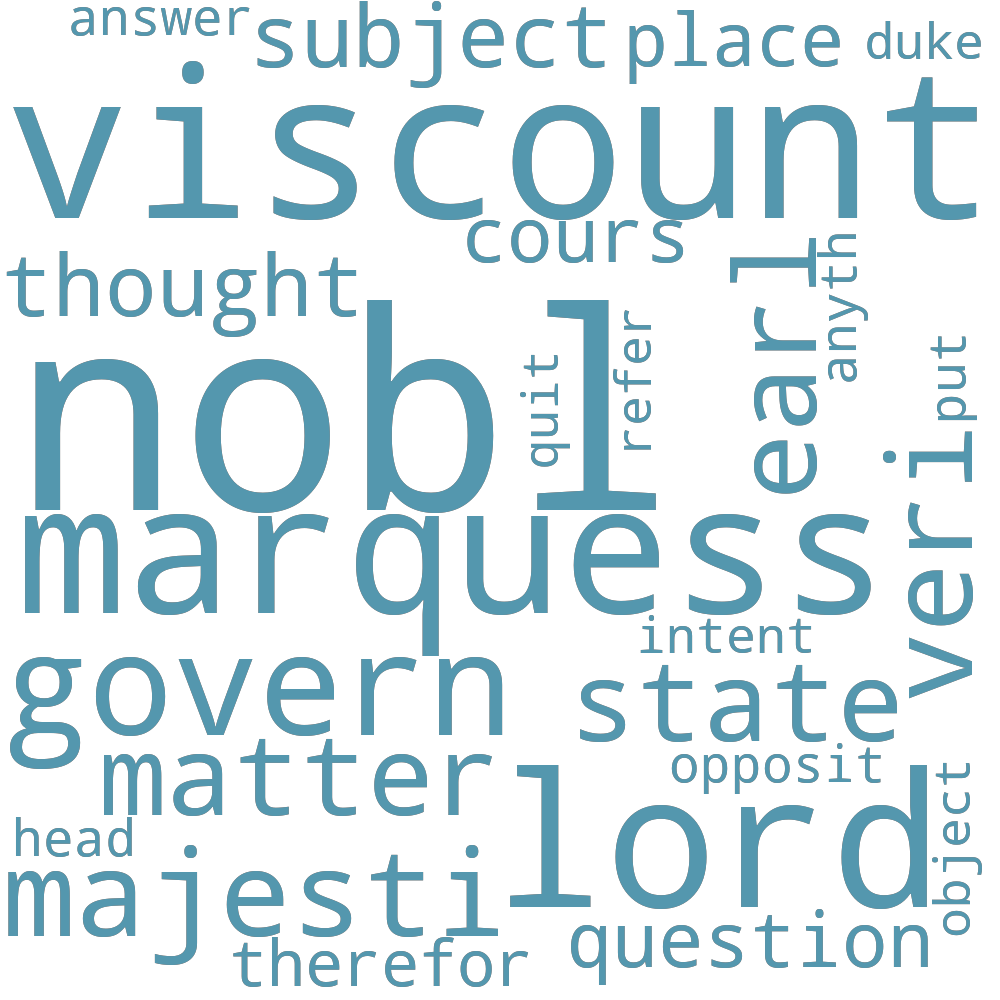 answer
subject
place
duke
viscount
cours
thought
earl
anyth
nobl
quit
refer
put
veri
marquess
intent
govern
state
matter
opposit
lord
object
head
majesti
question
therefor